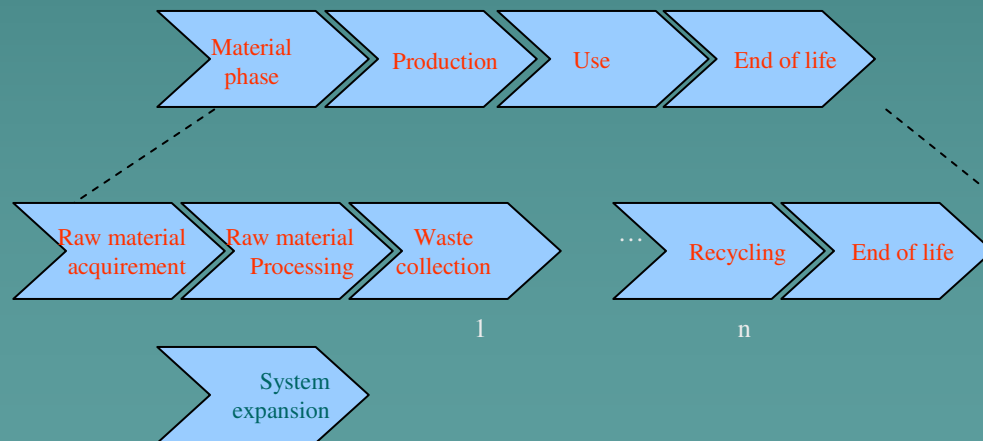 Material
phase
Production
Use
End of life
Raw material
acquirement
Raw material
Processing
Waste
collection
…
Recycling
End of life
1
n
System
expansion